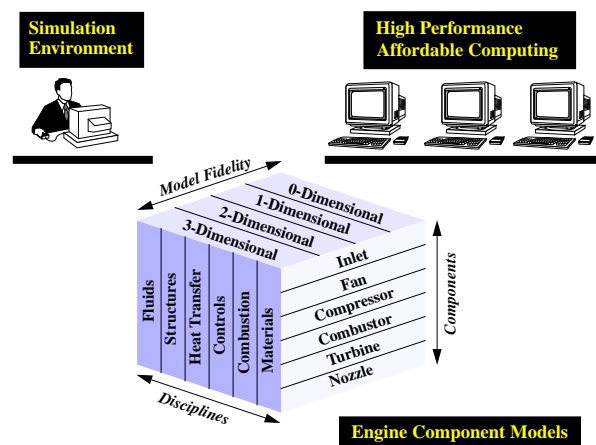 Simulation
Environment
High Performance
Affordable Computing
Model Fidelity
0-Dimensional
1-Dimensional
2-Dimensional
3-Dimensional
Fluids
Structures
Heat Transfer
Controls
Combustion
Materials
Inlet
Fan
Compressor
Combustor
Turbine
Nozzle
Components
Disciplines
Engine Component Models